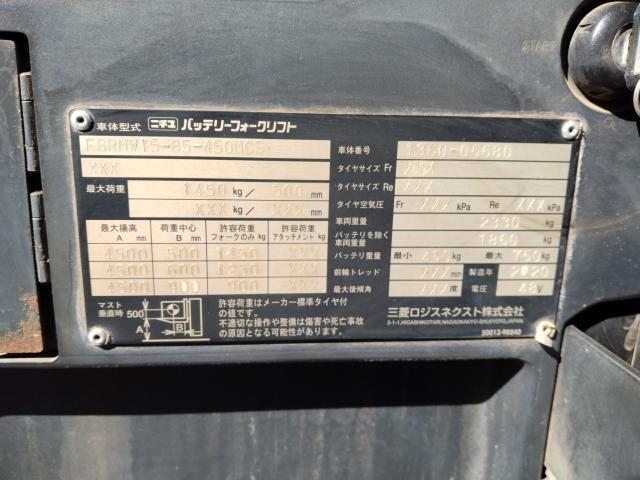 START
車体型式 ニチユ バッテリーフォークリフト
FBRMW15-85-450MCS
XXX
最大荷重 1450 kg/ 500 mm
XXX kg/ XXX mm
最大揚高 A mm 荷重中心 B mm 許容荷重 フォークのみ kg 許容荷重 アタッチメント kg
4500 500 1450 XXX
4500 600 XXX
4500 900 XXX
マスト垂直時 500 A B
許容荷重はメーカー標準タイヤ付
の値です。
不適切な操作や整備は傷害や死亡事故
の原因となる可能性があります。
車体番号
タイヤサイズ Fr XXX
タイヤサイズ Re XXX
タイヤ空気圧 Fr XXX kPa Re XXX kPa
車両重量 2330 kg
バッテリを除く車両重量 1860 kg
バッテリ重量 最小 kg 最大 750 kg
前輪トレッド XXX mm 製造年 2020
最大後傾角 XXX 度 電圧 48 V
三菱ロジスネクスト株式会社
2-1-1,HIGASHIKOTARI,NAGAOKAKYO-SHI,KYOTO,JAPAN